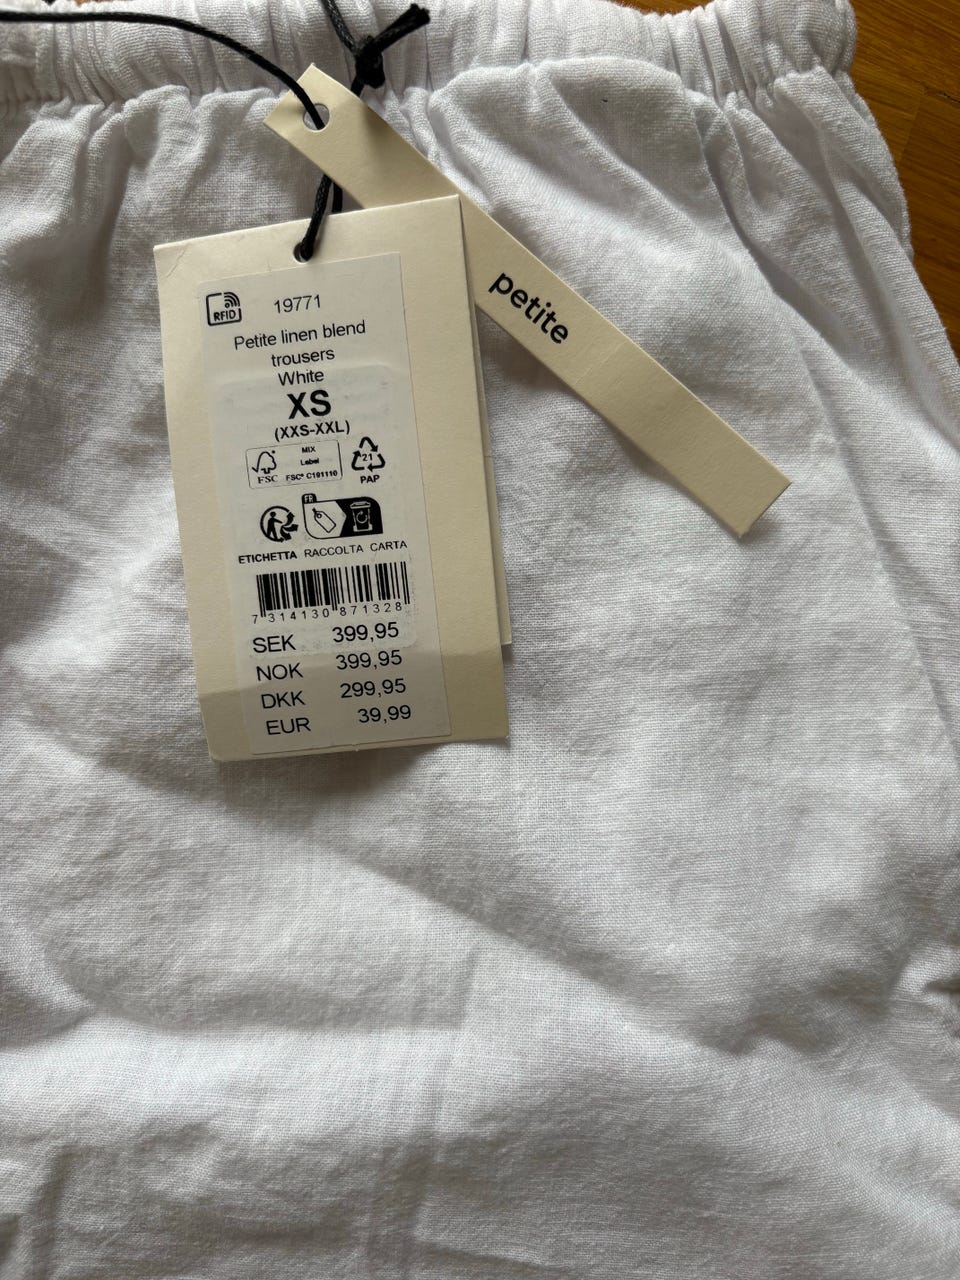 petite
RFID
19771
Petite linen blend
trousers
White
XS
(XXS-XXL)
FSC
MIX
Label
FSC® C181110
21
PAP
FR
ETICHETTA RACCOLTA CARTA
7 314130 871328
SEK 399,95
NOK 399,95
DKK 299,95
EUR 39,99